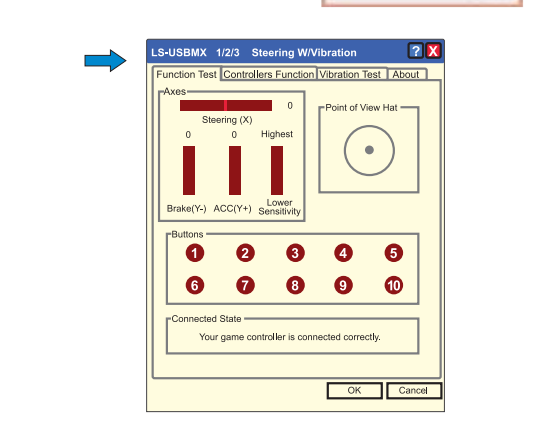 LS-USBMX 1/2/3 Steering W/Vibration ? X
Function Test Controllers Function Vibration Test About
Axes
0
Steering (X)
0 0 Highest
Brake(Y-) ACC(Y+) Lower Sensitivity
Point of View Hat
Buttons
1 2 3 4 5
6 7 8 9 10
Connected State
Your game controller is connected correctly.
OK Cancel